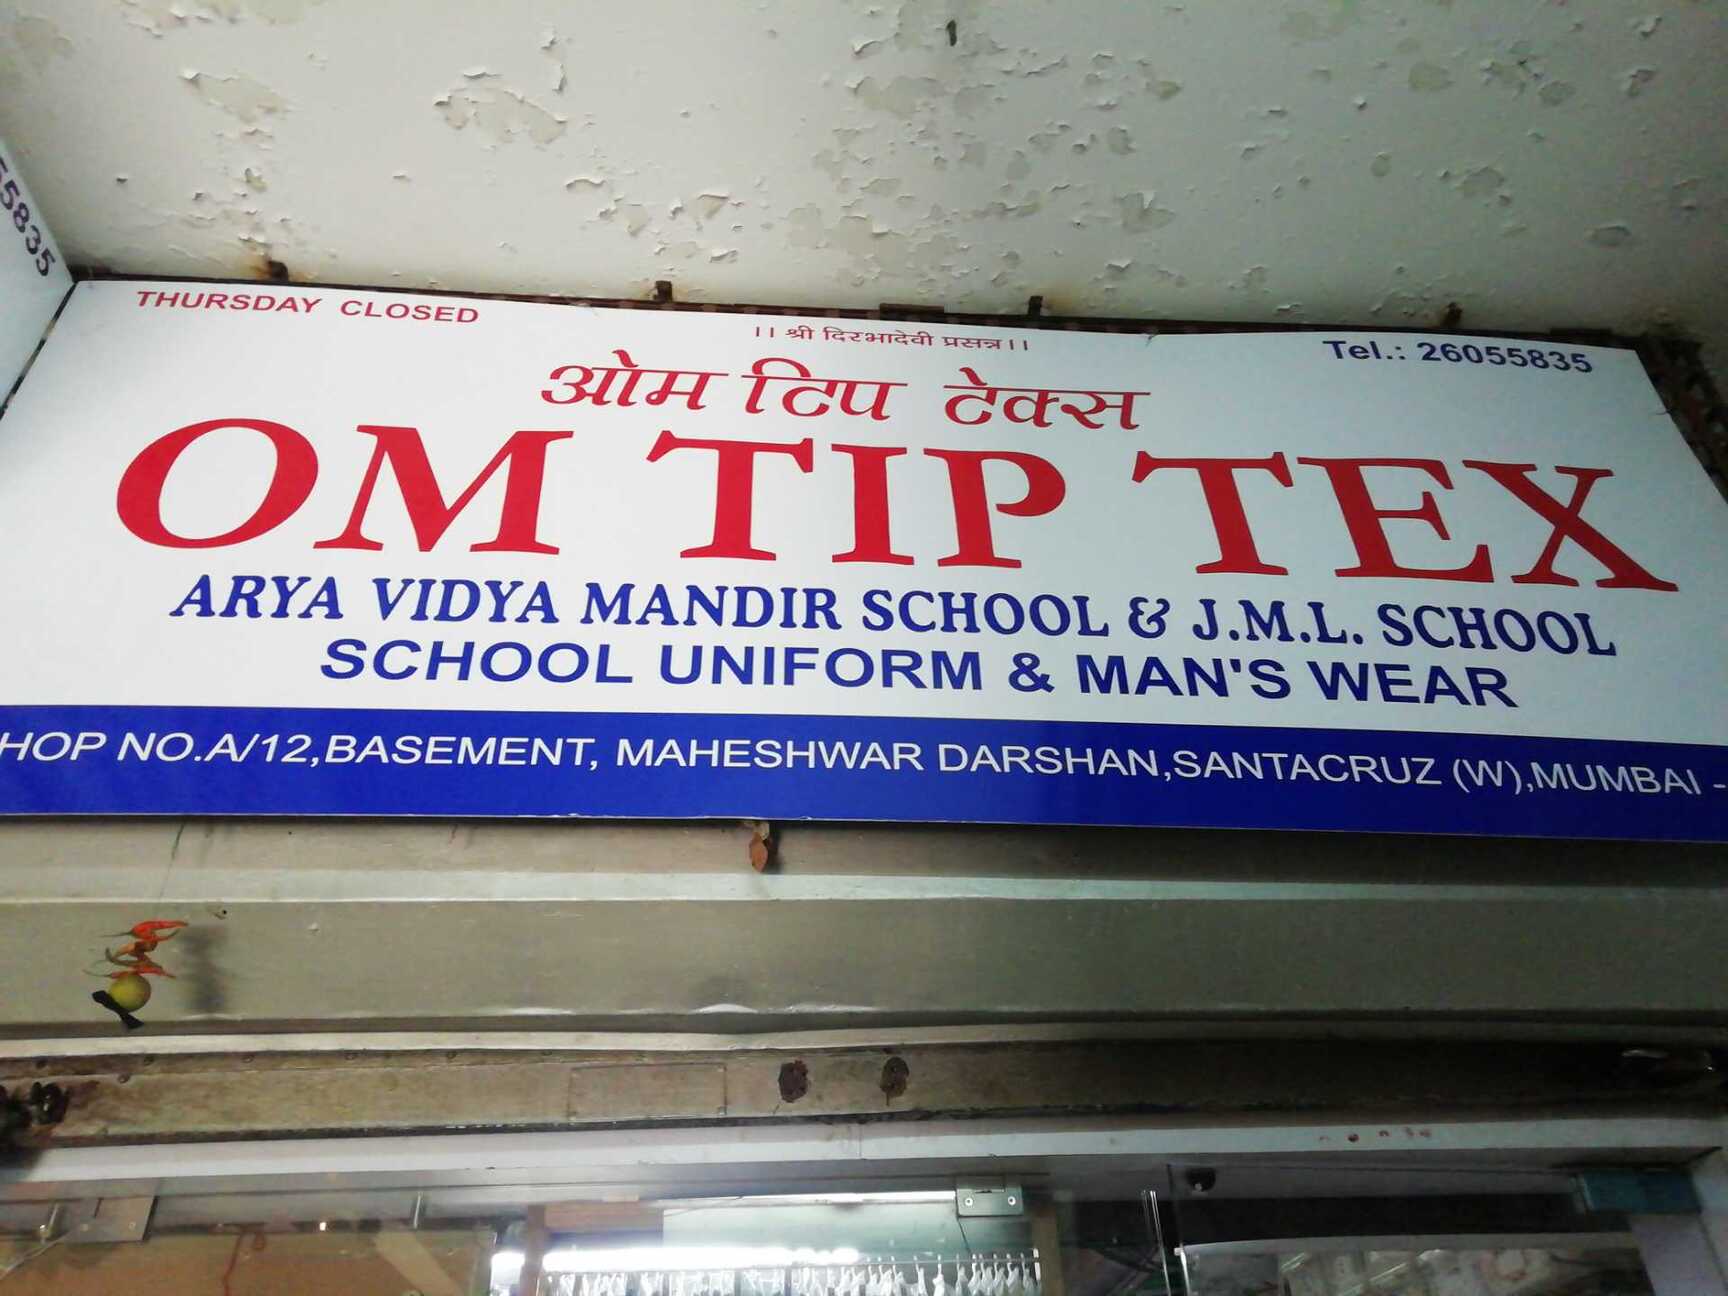 55835
THURSDAY CLOSED
।। श्री दिरभादेवी प्रसन्न।।
Tel.: 26055835
ओम टिप टेक्स
OM TIP TEX
ARYA VIDYA MANDIR SCHOOL & J.M.L. SCHOOL
SCHOOL UNIFORM & MAN'S WEAR
HOP NO.A/12,BASEMENT, MAHESHWAR DARSHAN,SANTACRUZ (W),MUMBAI -